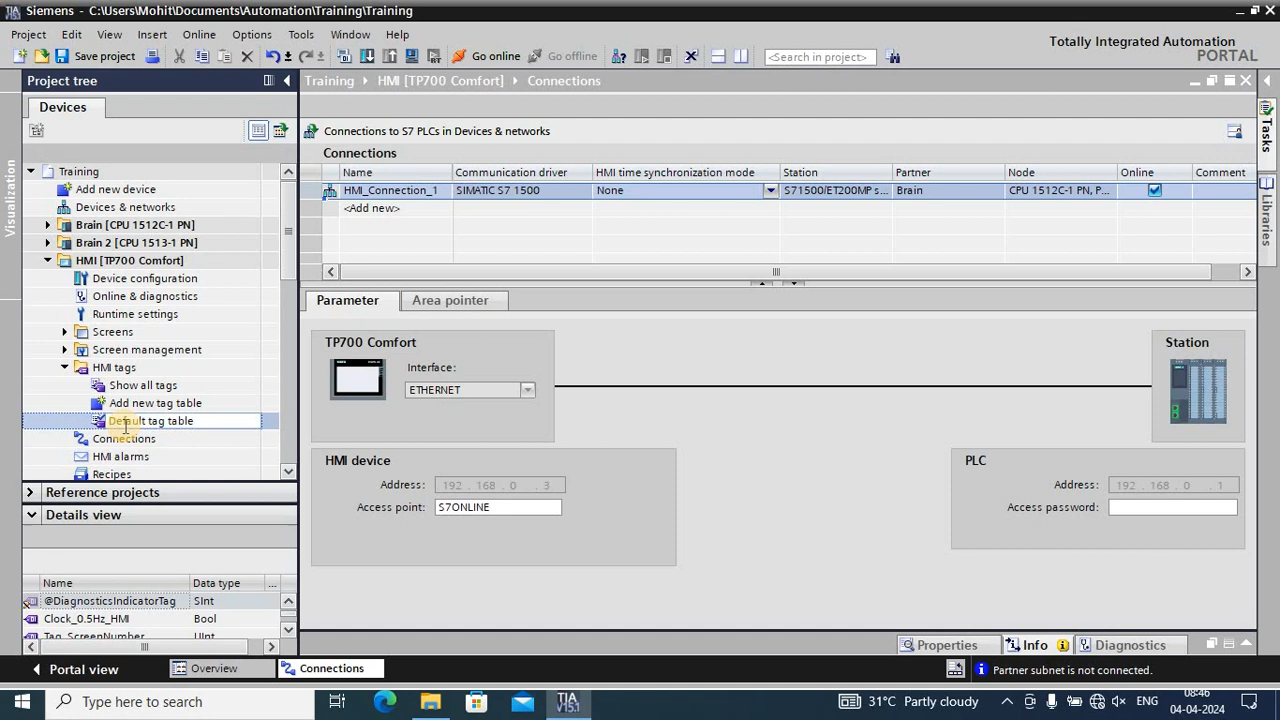 Siemens - C:\Users\Mohit\Documents\Automation\Training\Training
Project Edit View Insert Online Options Tools Window Help
Totally Integrated Automation
PORTAL
Save project Go online Go offline <Search in project>
Project tree
Training HMI [TP700 Comfort] Connections
Devices
Connections to S7 PLCs in Devices & networks
Connections
Name Communication driver HMI time synchronization mode Station Partner Node Online Comment
HMI_Connection_1 SIMATIC S7 1500 None S71500/ET200MP s... Brain CPU 1512C-1 PN, P...
<Add new>
Training
Add new device
Devices & networks
Brain [CPU 1512C-1 PN]
Brain 2 [CPU 1513-1 PN]
HMI [TP700 Comfort]
Device configuration
Online & diagnostics
Runtime settings
Screens
Screen management
HMI tags
Show all tags
Add new tag table
Default tag table
Connections
HMI alarms
Recipes
Reference projects
Details view
Name Data type ...
@DiagnosticsIndicatorTag SInt
Clock_0.5Hz_HMI Bool
Tag_ScreenNumber UInt
Parameter Area pointer
TP700 Comfort
Interface:
ETHERNET
Station
HMI device
Address: 192 . 168 . 0 . 3
Access point: S7ONLINE
PLC
Address: 192 . 168 . 0 . 1
Access password:
Properties Info Diagnostics
Portal view Overview Connections Partner subnet is not connected.
Visualization
Tasks
Libraries
Type here to search
TIA
V15.1
31°C Partly cloudy
ENG
08:46
04-04-2024